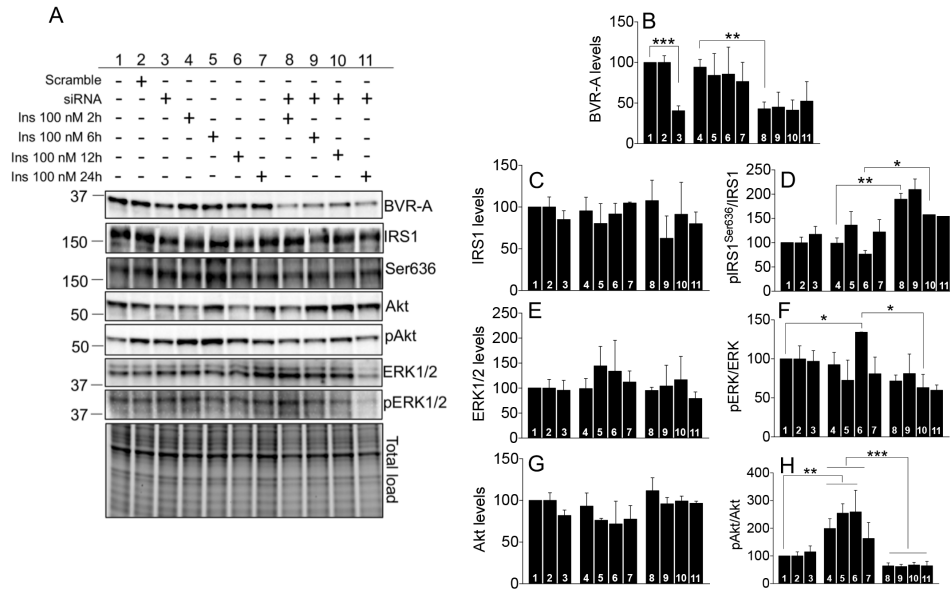 A
1 2 3 4 5 6 7 8 9 10 11
Scramble - + - - - - - - - - -
siRNA - - + - - - - + + + +
Ins 100 nM 2h - - - + - - - + - - -
Ins 100 nM 6h - - - - + - - - + - -
Ins 100 nM 12h - - - - - + - - - + -
Ins 100 nM 24h - - - - - - + - - - +
37
BVR-A
150
IRS1
150
Ser636
50
Akt
50
pAkt
37
ERK1/2
37
pERK1/2
Total load
B
BVR-A levels
150
100
50
0
***
**
1 2 3 4 5 6 7 8 9 10 11
C
IRS1 levels
150
100
50
0
1 2 3 4 5 6 7 8 9 10 11
D
pIRS1Ser636/IRS1
250
200
150
100
50
0
**
*
1 2 3 4 5 6 7 8 9 10 11
E
ERK1/2 levels
250
200
150
100
50
0
1 2 3 4 5 6 7 8 9 10 11
F
pERK/ERK
150
100
50
0
*
*
1 2 3 4 5 6 7 8 9 10 11
G
Akt levels
150
100
50
0
1 2 3 4 5 6 7 8 9 10 11
H
pAkt/Akt
400
300
200
100
0
**
***
1 2 3 4 5 6 7 8 9 10 11